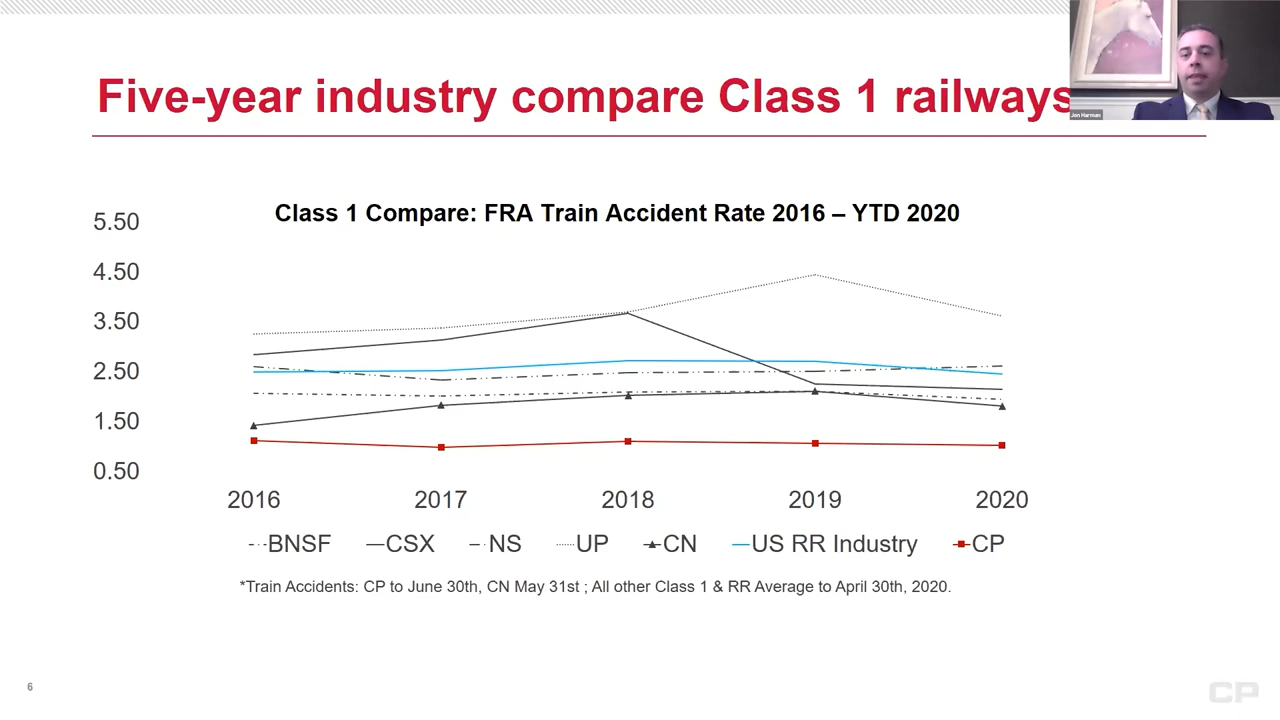 Five-year industry compare Class 1 railways
Jon Harman
Class 1 Compare: FRA Train Accident Rate 2016 – YTD 2020
5.50
4.50
3.50
2.50
1.50
0.50
2016 2017 2018 2019 2020
BNSF CSX NS UP CN US RR Industry CP
*Train Accidents: CP to June 30th, CN May 31st ; All other Class 1 & RR Average to April 30th, 2020.
6
CP